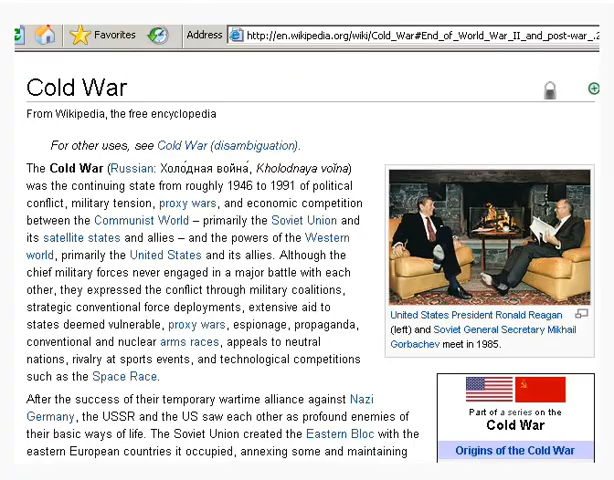 Favorites Address http://en.wikipedia.org/wiki/Cold_War#End_of_World_War_II_and_post-war_.2
Cold War
From Wikipedia, the free encyclopedia
For other uses, see Cold War (disambiguation).
The Cold War (Russian: Холо́дная война́, Kholodnaya voĭna)
was the continuing state from roughly 1946 to 1991 of political
conflict, military tension, proxy wars, and economic competition
between the Communist World – primarily the Soviet Union and
its satellite states and allies – and the powers of the Western
world, primarily the United States and its allies. Although the
chief military forces never engaged in a major battle with each
other, they expressed the conflict through military coalitions,
strategic conventional force deployments, extensive aid to
states deemed vulnerable, proxy wars, espionage, propaganda,
conventional and nuclear arms races, appeals to neutral
nations, rivalry at sports events, and technological competitions
such as the Space Race.
After the success of their temporary wartime alliance against Nazi
Germany, the USSR and the US saw each other as profound enemies of
their basic ways of life. The Soviet Union created the Eastern Bloc with the
eastern European countries it occupied, annexing some and maintaining
United States President Ronald Reagan
(left) and Soviet General Secretary Mikhail
Gorbachev meet in 1985.
Part of a series on the
Cold War
Origins of the Cold War